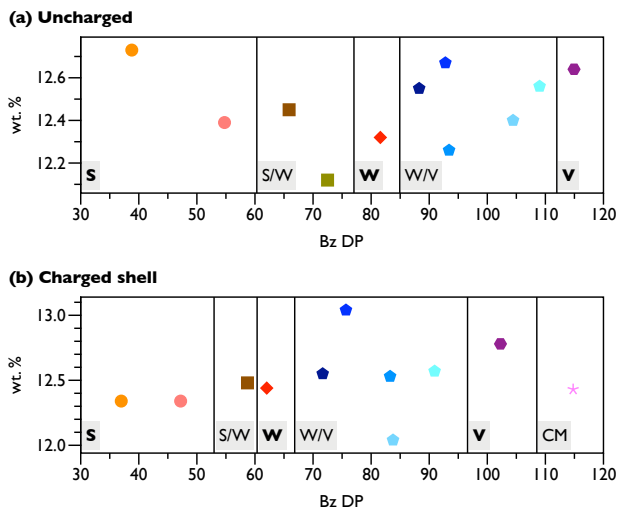 (a) Uncharged
wt. %
12.6
12.4
12.2
S S/W W W/V V
30 40 50 60 70 80 90 100 110 120
Bz DP
(b) Charged shell
wt. %
13.0
12.5
12.0
S S/W W W/V V CM
30 40 50 60 70 80 90 100 110 120
Bz DP